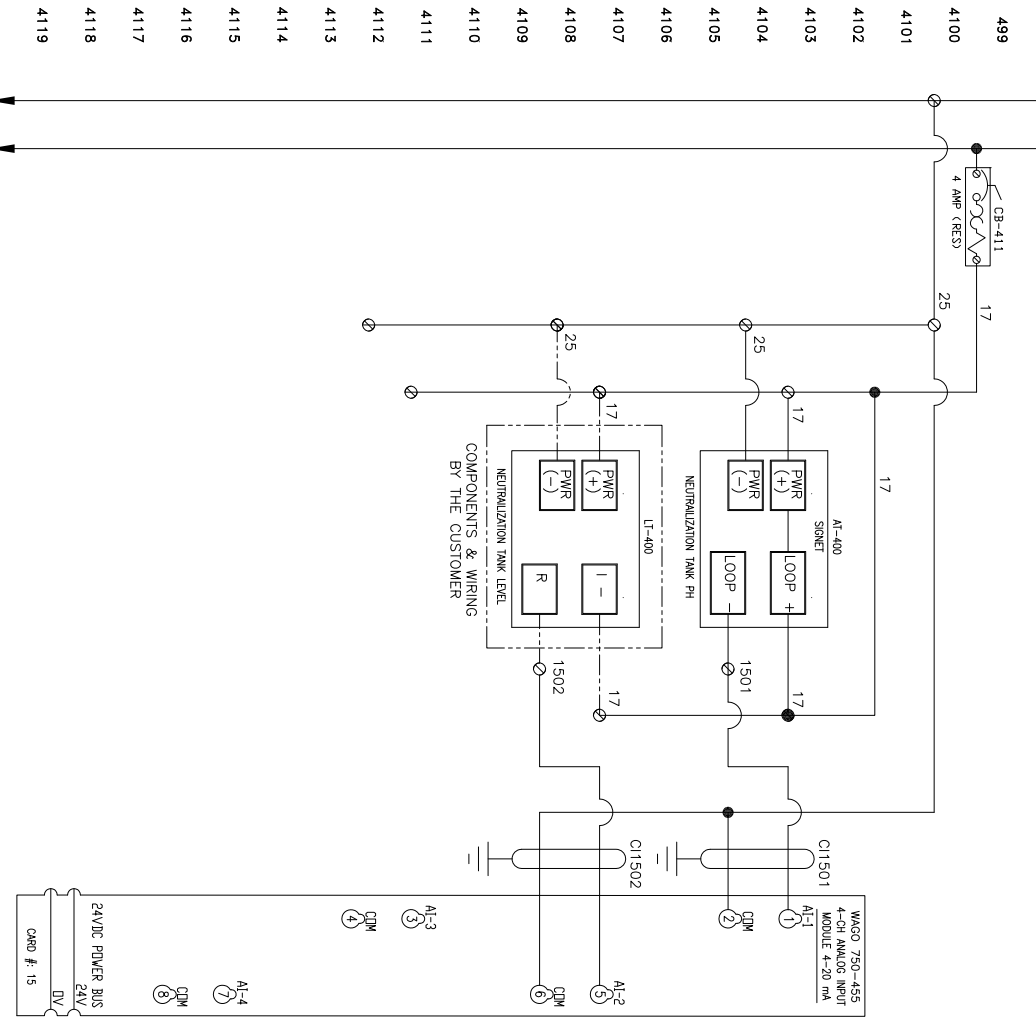 499
4100
4101
4102
4103
4104
4105
4106
4107
4108
4109
4110
4111
4112
4113
4114
4115
4116
4117
4118
4119
CB-411
4 AMP (RES)
17
25
17
25
17
17
25
AT-400
SIGNET
PWR
(+)
LOOP +
PWR
(-)
LOOP -
NEUTRAILIZATION TANK PH
17
1501
LT-400
PWR
(+)
I -
PWR
(-)
R
NEUTRAILIZATION TANK LEVEL
COMPONENTS & WIRING
BY THE CUSTOMER
17
1502
CI1501
CI1502
WAGO 750-455
4-CH ANALOG INPUT
MODULE 4-20 mA
AI-1
1
COM
2
AI-2
5
COM
6
AI-3
3
COM
4
AI-4
7
COM
8
24VDC POWER BUS
24V
0V
CARD #: 15